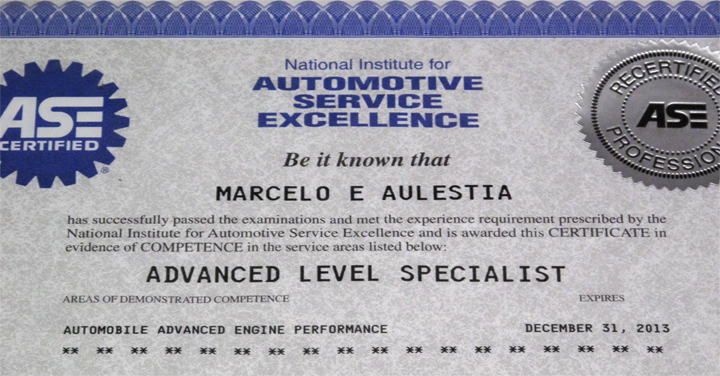 National Institute for
AUTOMOTIVE
SERVICE
EXCELLENCE
ASE
CERTIFIED
®
RECERTIFIED
ASE
PROFESSION
Be it known that
MARCELO E AULESTIA
has successfully passed the examinations and met the experience requirement prescribed by the
National Institute for Automotive Service Excellence and is awarded this CERTIFICATE in
evidence of COMPETENCE in the service areas listed below:
ADVANCED LEVEL SPECIALIST
AREAS OF DEMONSTRATED COMPETENCE EXPIRES
AUTOMOBILE ADVANCED ENGINE PERFORMANCE DECEMBER 31, 2013
** ** ** ** ** ** ** ** ** ** ** ** ** ** ** ** ** **